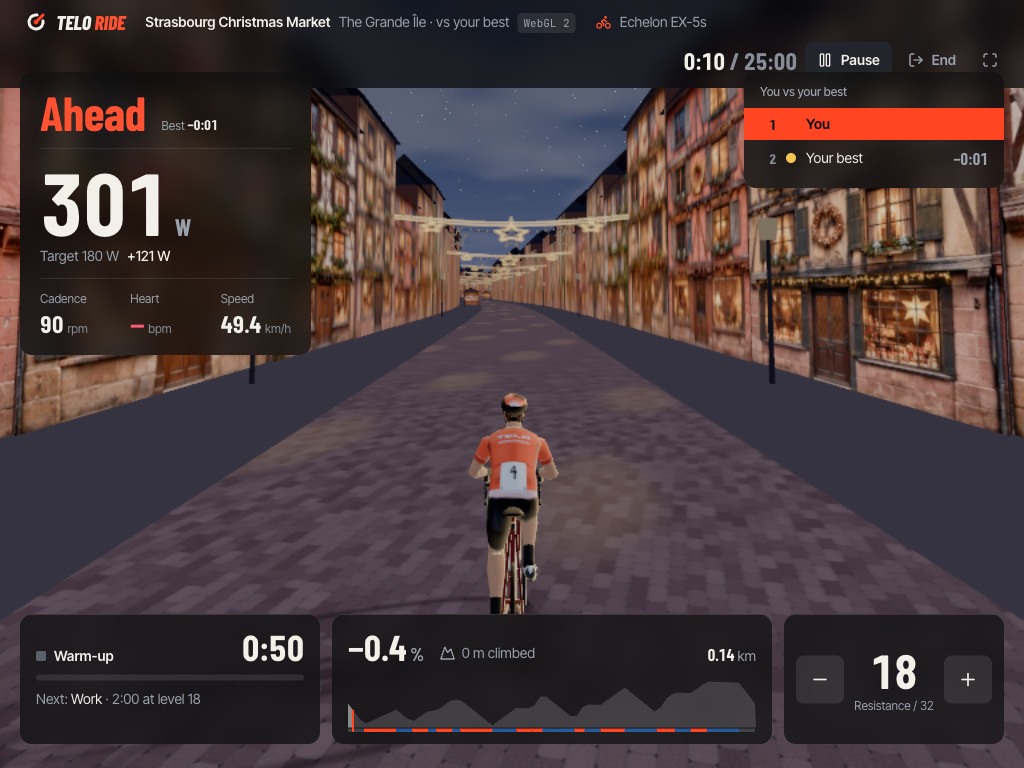 TELO RIDE Strasbourg Christmas Market The Grande Île · vs your best WebGL 2 Echelon EX-5s
0:10 / 25:00 Pause End
Ahead Best −0:01
301 W
Target 180 W +121 W
Cadence Heart Speed
90 rpm – bpm 49.4 km/h
You vs your best
1 You
2 Your best −0:01
TELO
4
Warm-up 0:50
Next: Work · 2:00 at level 18
−0.4 % 0 m climbed 0.14 km
− 18 +
Resistance / 32